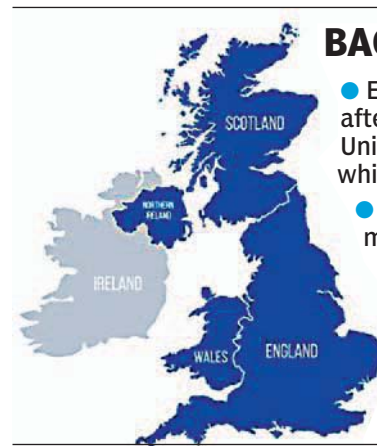 BAC
● E
afte
Uni
whi
●
m
SCOTLAND
NORTHERN
IRELAND
IRELAND
WALES
ENGLAND